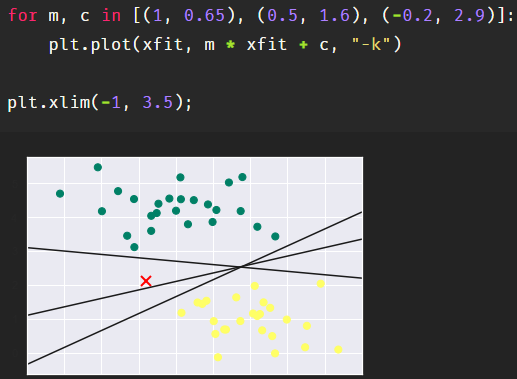 for m, c in [(1, 0.65), (0.5, 1.6), (-0.2, 2.9)]:
    plt.plot(xfit, m * xfit + c, "-k")
plt.xlim(-1, 3.5);